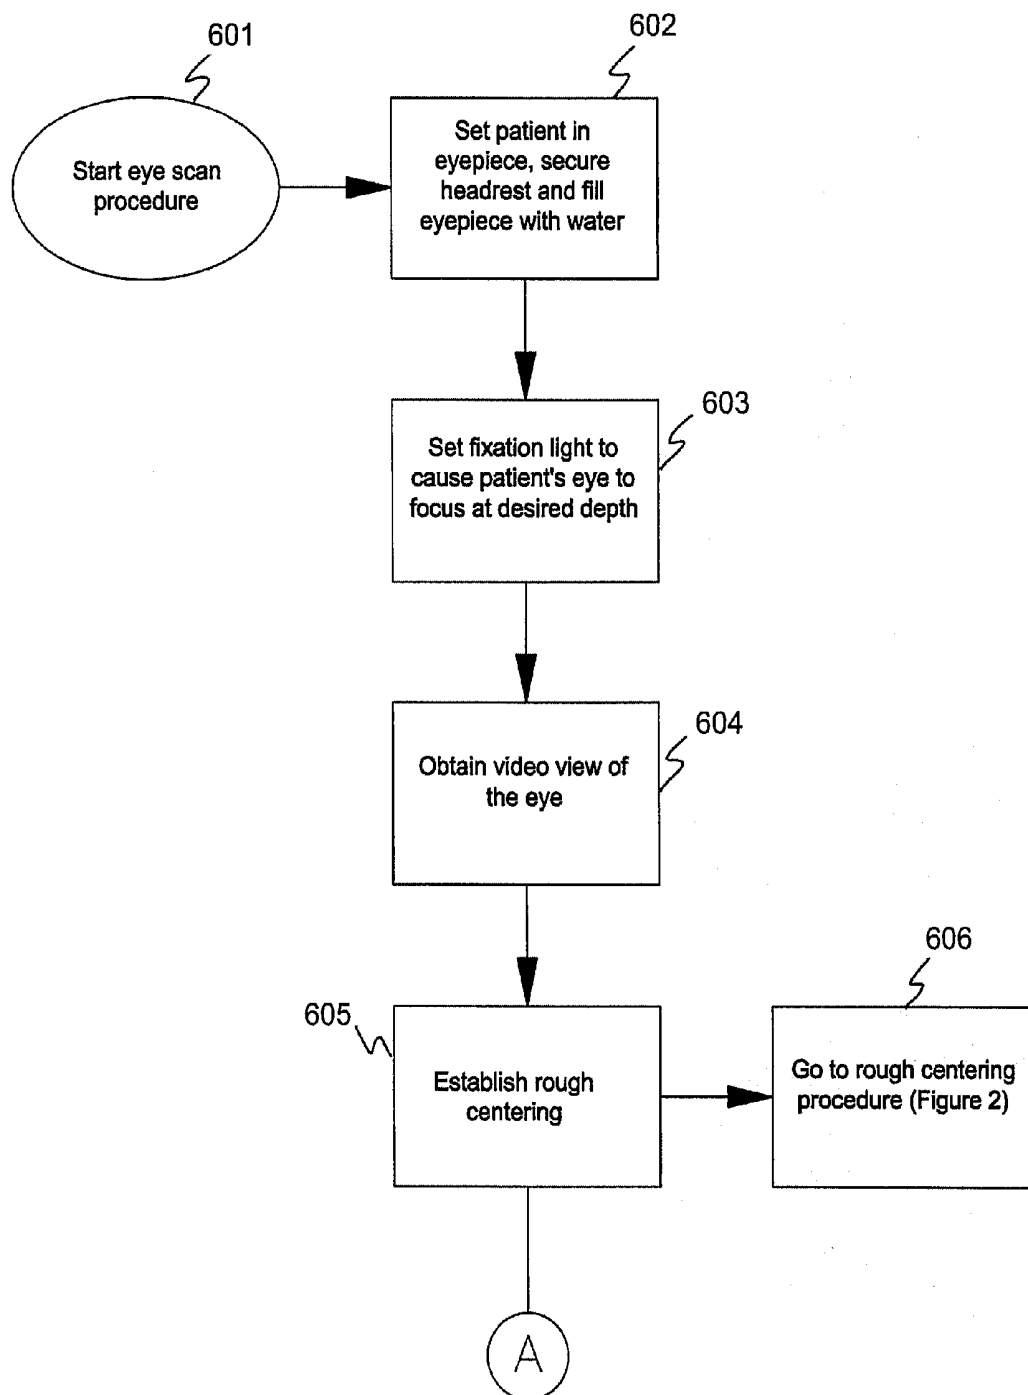 601
Start eye scan
procedure
602
Set patient in
eyepiece, secure
headrest and fill
eyepiece with water
603
Set fixation light to
cause patient's eye to
focus at desired depth
604
Obtain video view of
the eye
605
Establish rough
centering
606
Go to rough centering
procedure (Figure 2)
A